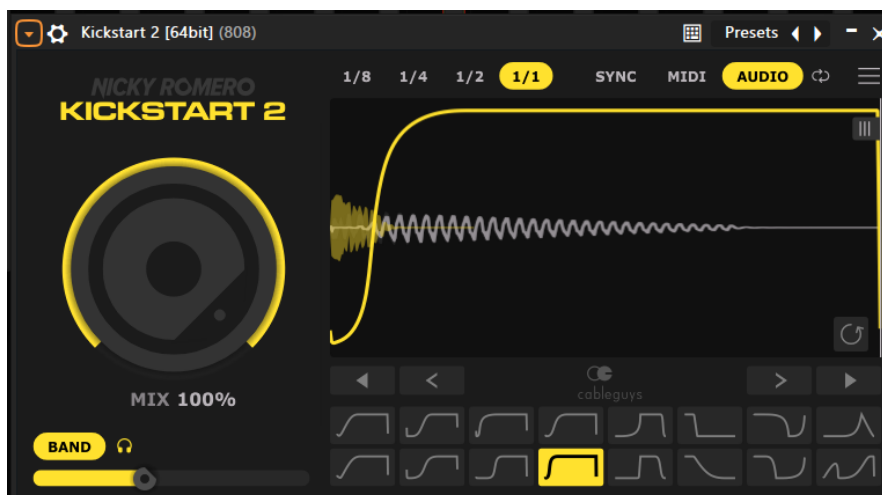 Kickstart 2 [64bit] (808)
Presets
NICKY ROMERO
KICKSTART 2
1/8 1/4 1/2 1/1 SYNC MIDI AUDIO
MIX 100%
cableguys
BAND